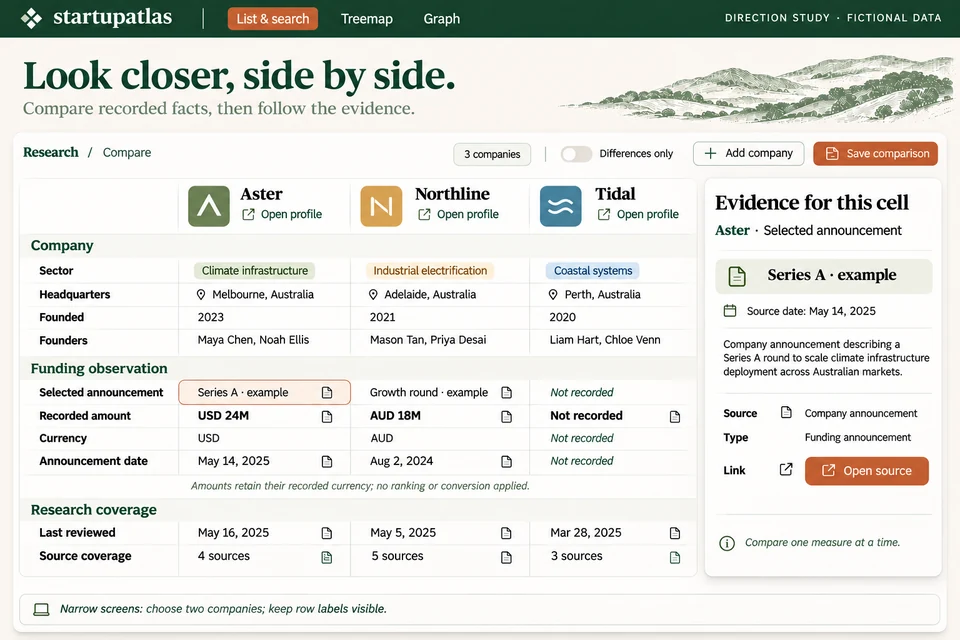 startupatlas
List & search
Treemap
Graph
DIRECTION STUDY · FICTIONAL DATA
Look closer, side by side.
Compare recorded facts, then follow the evidence.
Research / Compare
3 companies
Differences only
+ Add company
Save comparison
Aster
Open profile
Northline
Open profile
Tidal
Open profile
Company
Sector
Climate infrastructure
Industrial electrification
Coastal systems
Headquarters
Melbourne, Australia
Adelaide, Australia
Perth, Australia
Founded
2023
2021
2020
Founders
Maya Chen, Noah Ellis
Mason Tan, Priya Desai
Liam Hart, Chloe Venn
Funding observation
Selected announcement
Series A · example
Growth round · example
Not recorded
Recorded amount
USD 24M
AUD 18M
Not recorded
Currency
USD
AUD
Not recorded
Announcement date
May 14, 2025
Aug 2, 2024
Not recorded
Amounts retain their recorded currency; no ranking or conversion applied.
Research coverage
Last reviewed
May 16, 2025
May 5, 2025
Mar 28, 2025
Source coverage
4 sources
5 sources
3 sources
Evidence for this cell
Aster · Selected announcement
Series A · example
Source date: May 14, 2025
Company announcement describing a
Series A round to scale climate infrastructure
deployment across Australian markets.
Source
Company announcement
Type
Funding announcement
Link
Open source
Compare one measure at a time.
Narrow screens: choose two companies; keep row labels visible.